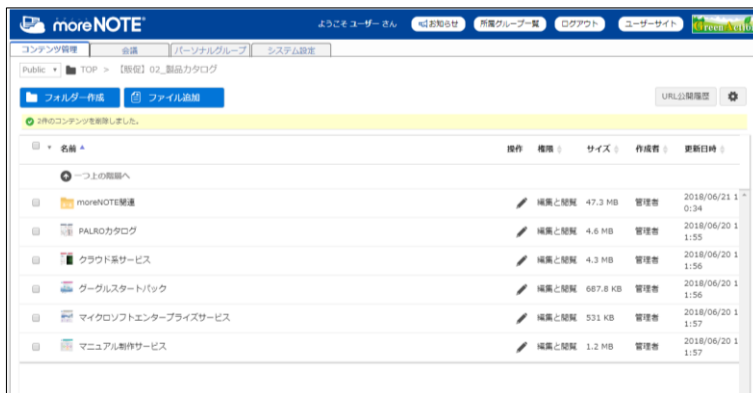 moreNOTE
ようこそ ユーザー さん お知らせ 所属グループ一覧 ログアウト ユーザーサイト Green Actio
コンテンツ管理 会議 パーソナルグループ システム設定
Public TOP > 【販促】02_製品カタログ
フォルダー作成 ファイル追加 URL公開履歴
2件のコンテンツを削除しました。
名前 操作 権限 サイズ 作成者 更新日時
一つ上の階層へ
moreNOTE関連 編集と閲覧 47.3 MB 管理者 2018/06/21 1
0:34
PALROカタログ 編集と閲覧 4.6 MB 管理者 2018/06/20 1
1:55
クラウド系サービス 編集と閲覧 4.3 MB 管理者 2018/06/20 1
1:56
グーグルスタートパック 編集と閲覧 687.8 KB 管理者 2018/06/20 1
1:56
マイクロソフトエンタープライズサービス 編集と閲覧 531 KB 管理者 2018/06/20 1
1:57
マニュアル制作サービス 編集と閲覧 1.2 MB 管理者 2018/06/20 1
1:57